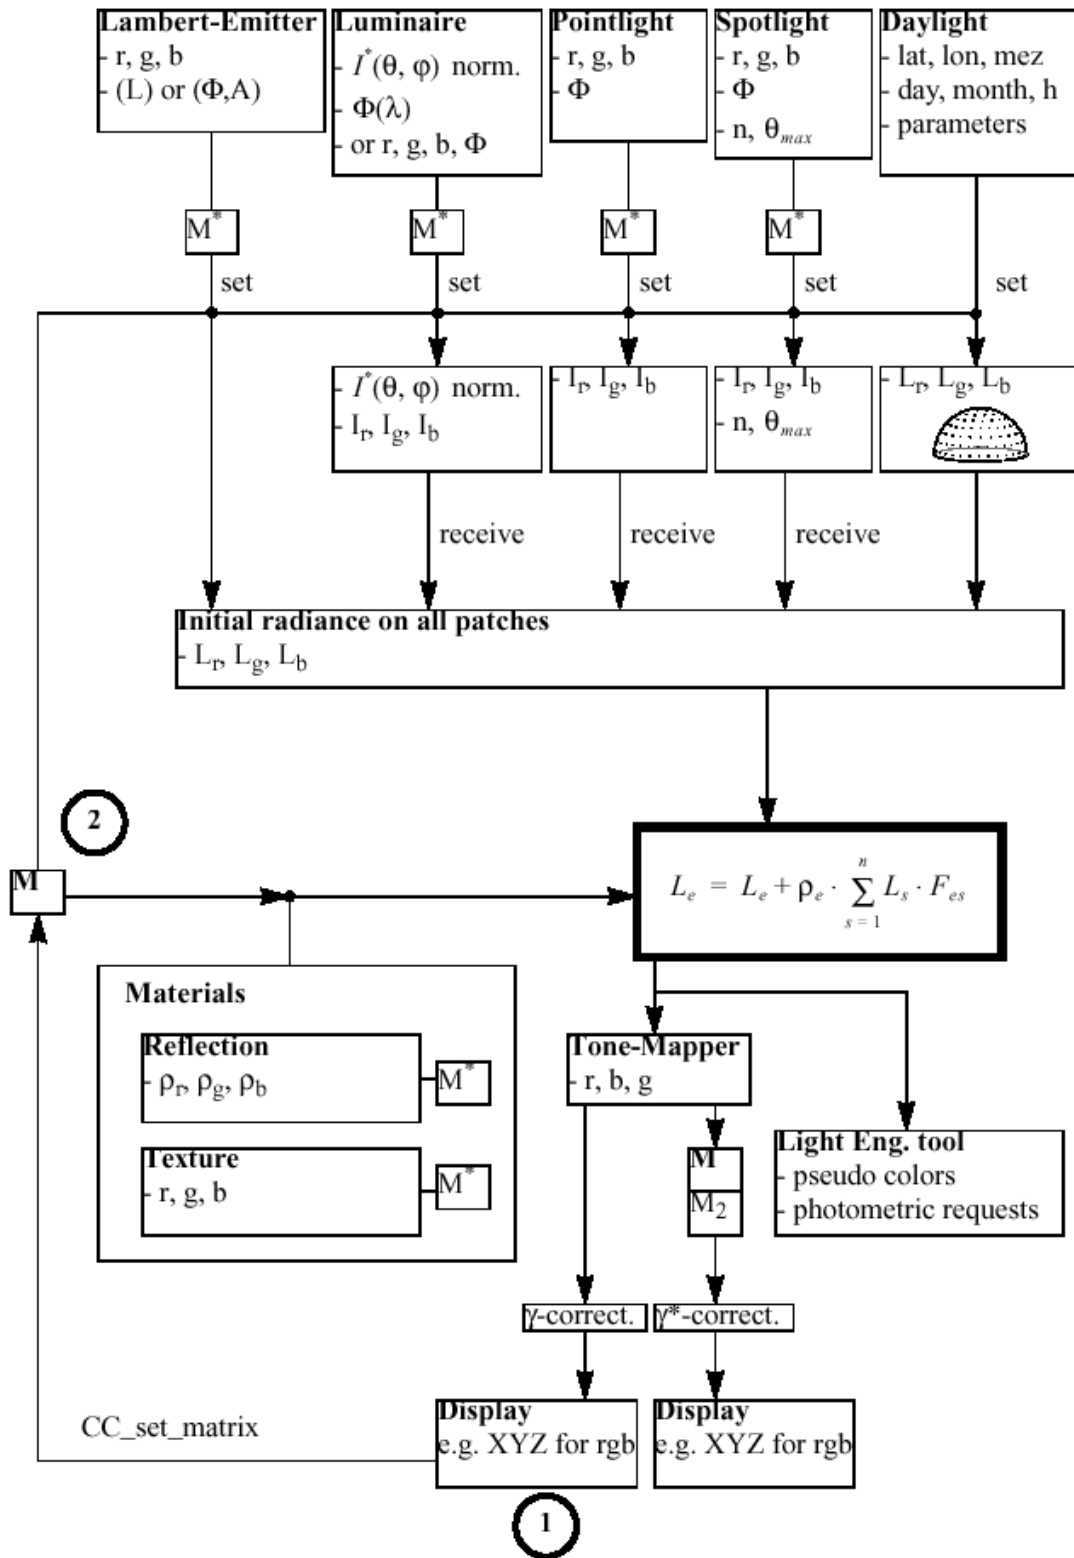 Lambert-Emitter
- r, g, b
- (L) or (Φ,A)
Luminaire
- I*(θ, φ) norm.
- Φ(λ)
- or r, g, b, Φ
Pointlight
- r, g, b
- Φ
Spotlight
- r, g, b
- Φ
- n, θmax
Daylight
- lat, lon, mez
- day, month, h
- parameters
M*
M*
M*
M*
set
set
set
set
set
- I*(θ, φ) norm.
- Ir, Ig, Ib
- Ir, Ig, Ib
- Ir, Ig, Ib
- n, θmax
- Lr, Lg, Lb
receive
receive
receive
Initial radiance on all patches
- Lr, Lg, Lb
2
M
Le = Le + ρe · ∑ n s = 1 Ls · Fes
Materials
Reflection
- ρr, ρg, ρb
M*
Texture
- r, g, b
M*
Tone-Mapper
- r, b, g
M
M2
Light Eng. tool
- pseudo colors
- photometric requests
γ-correct.
γ*-correct.
CC_set_matrix
Display
e.g. XYZ for rgb
Display
e.g. XYZ for rgb
1